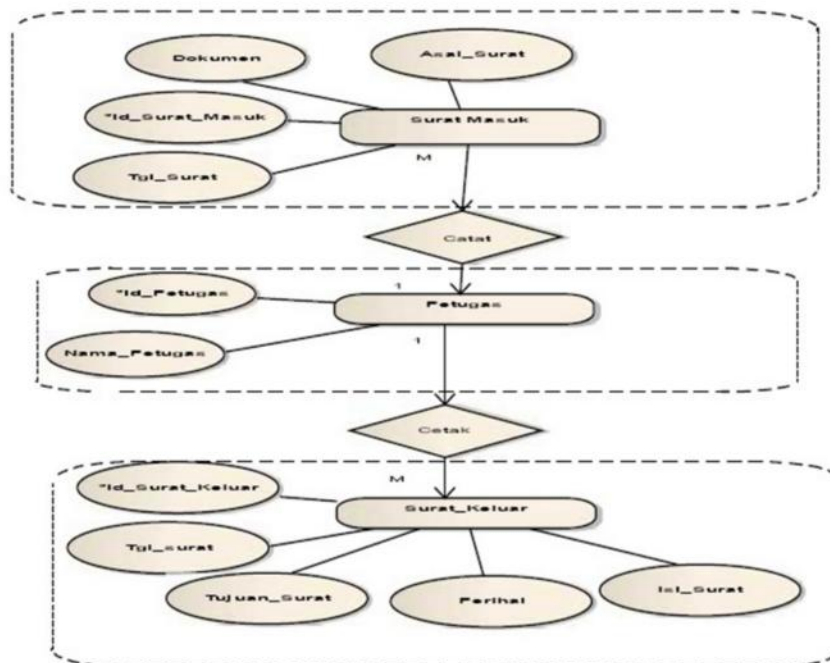 Dokumen
Asal_Surat
*Id_Surat_Masuk
Surat Masuk
Tgl_Surat
M
Catat
*Id_Petugas
1
Petugas
Nama_Petugas
1
Cetak
M
*Id_Surat_Keluar
Surat_Keluar
Tgl_surat
Tujuan_Surat
Perihal
Isi_Surat